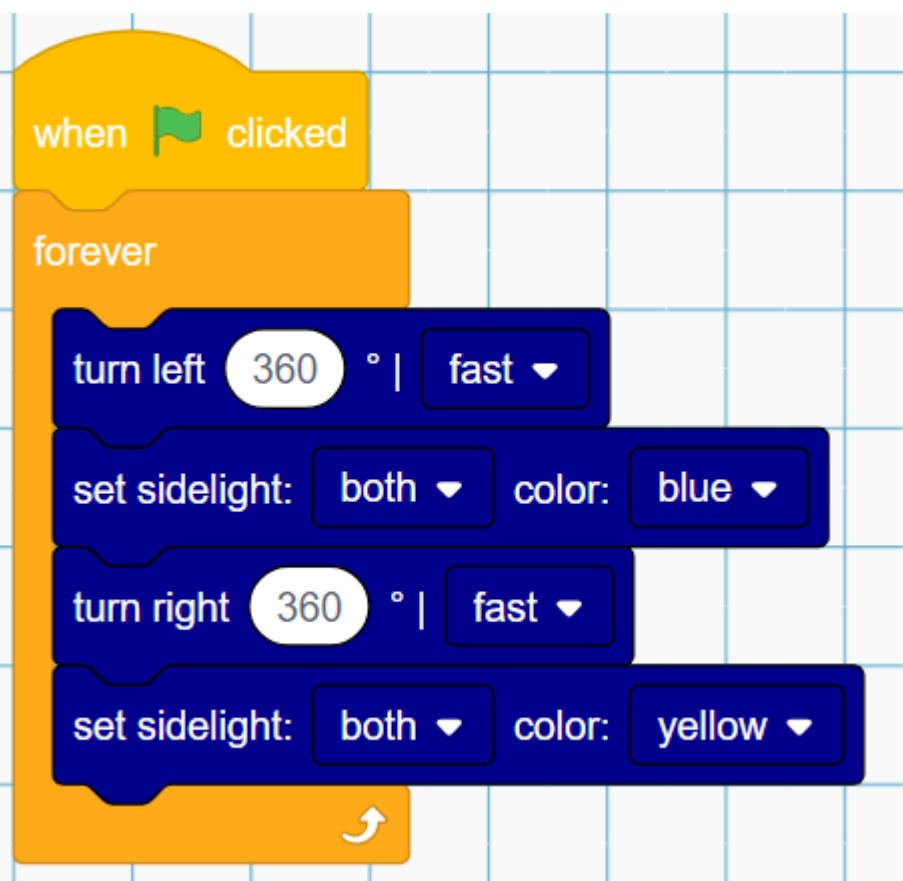 when clicked
forever
turn left 360 ° | fast
set sidelight: both color: blue
turn right 360 ° | fast
set sidelight: both color: yellow